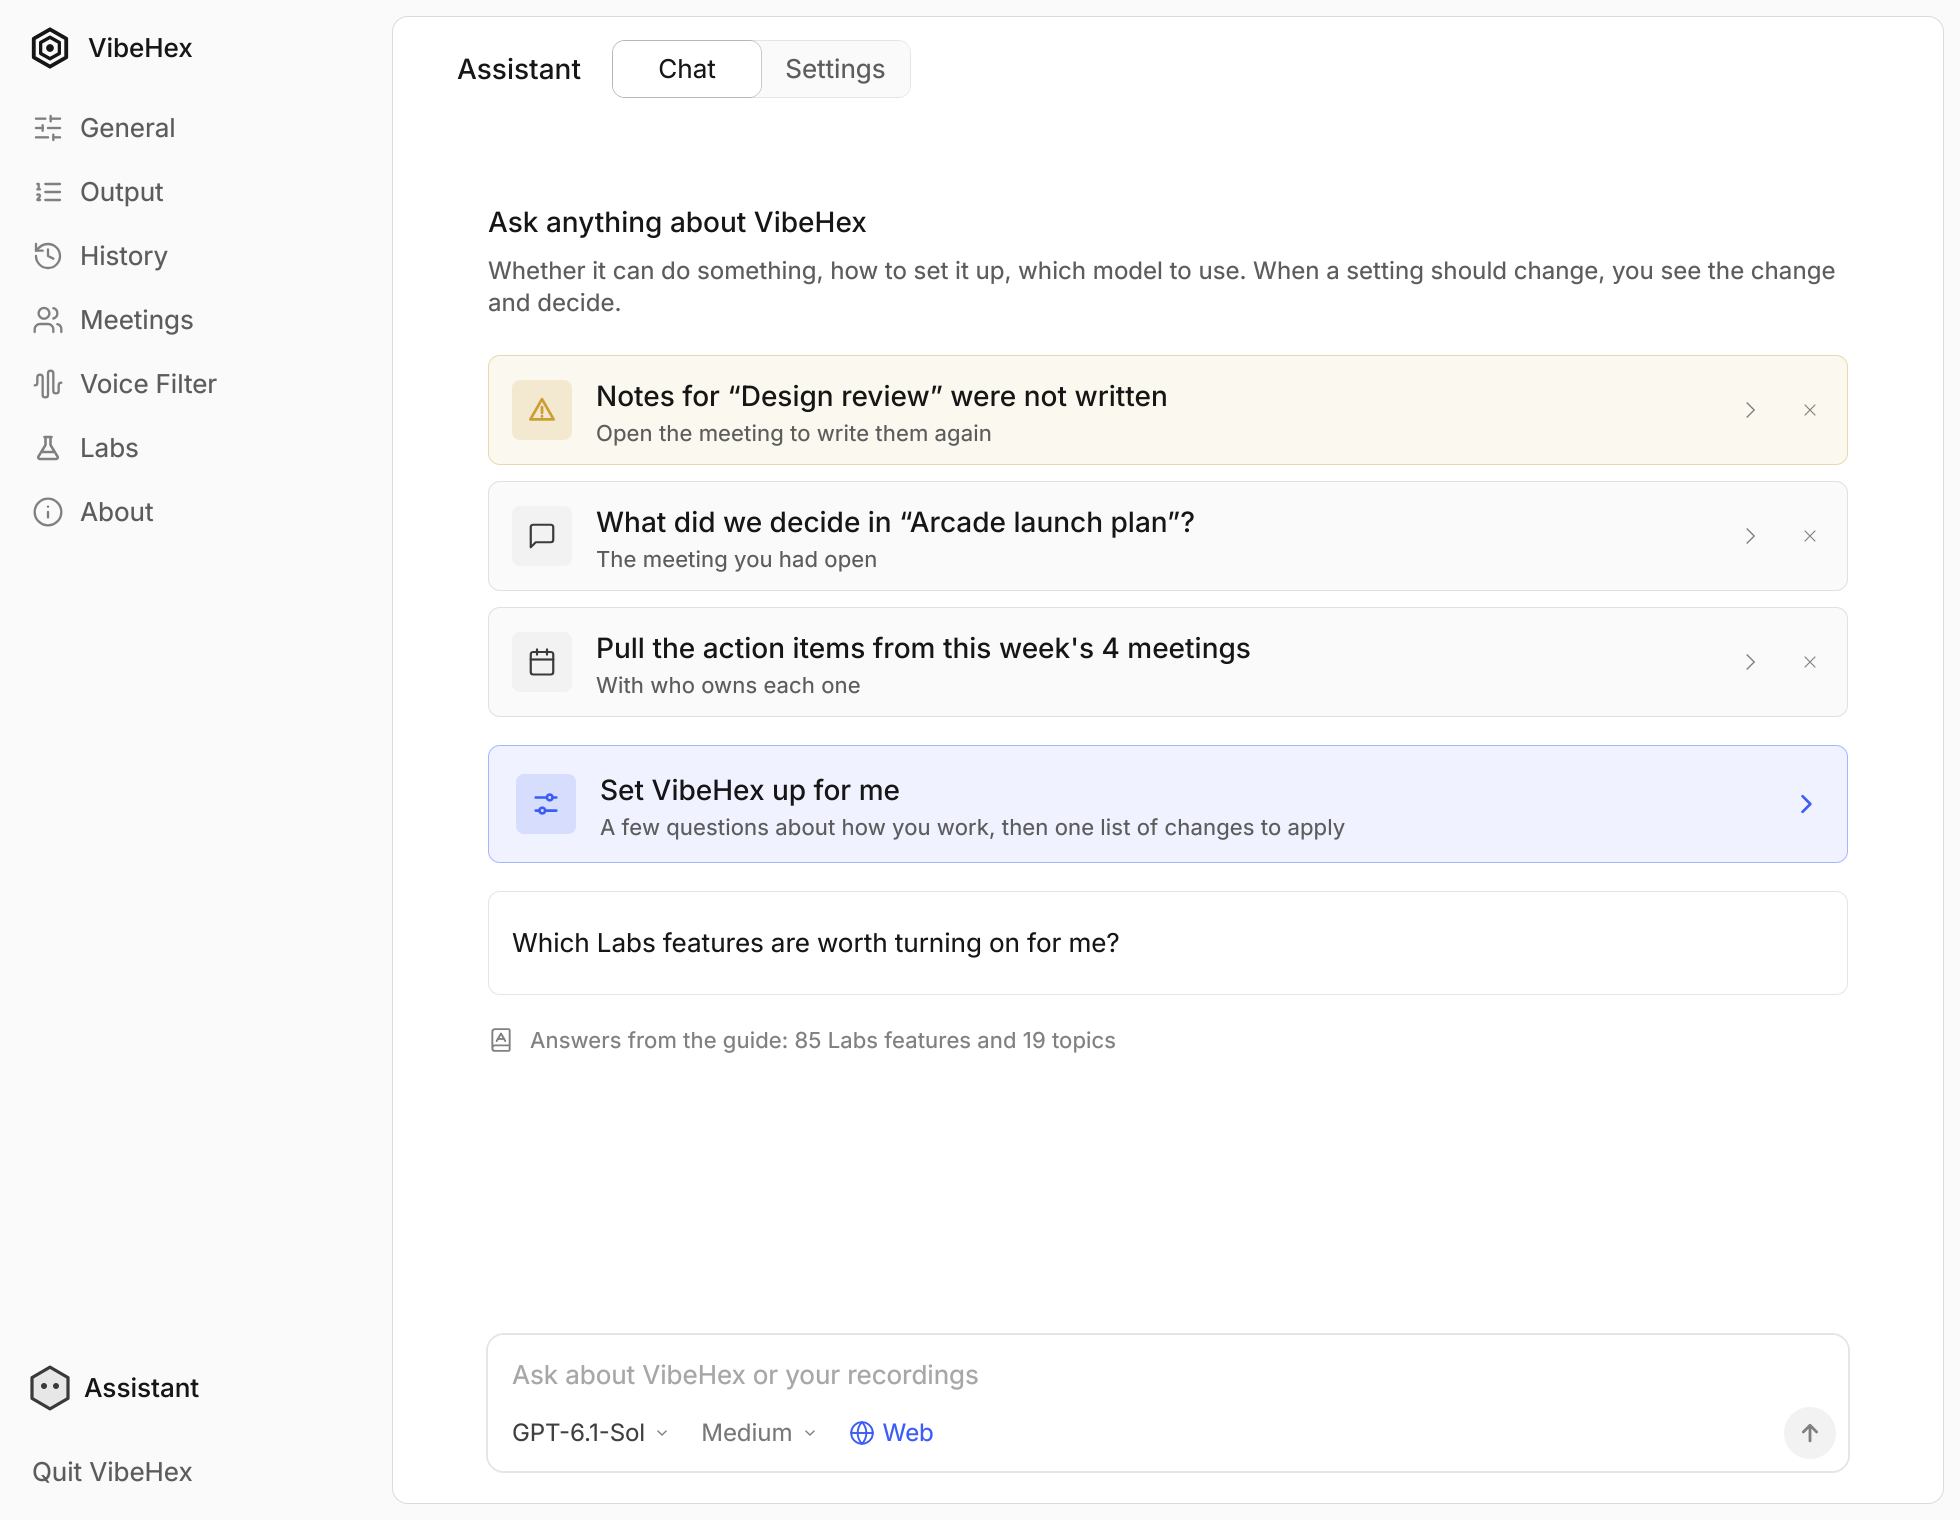 VibeHex
General
Output
History
Meetings
Voice Filter
Labs
About
Assistant
Quit VibeHex
Assistant
Chat
Settings
Ask anything about VibeHex
Whether it can do something, how to set it up, which model to use. When a setting should change, you see the change
and decide.
Notes for “Design review” were not written
Open the meeting to write them again
What did we decide in “Arcade launch plan”?
The meeting you had open
Pull the action items from this week's 4 meetings
With who owns each one
Set VibeHex up for me
A few questions about how you work, then one list of changes to apply
Which Labs features are worth turning on for me?
Answers from the guide: 85 Labs features and 19 topics
Ask about VibeHex or your recordings
GPT-6.1-Sol
Medium
Web